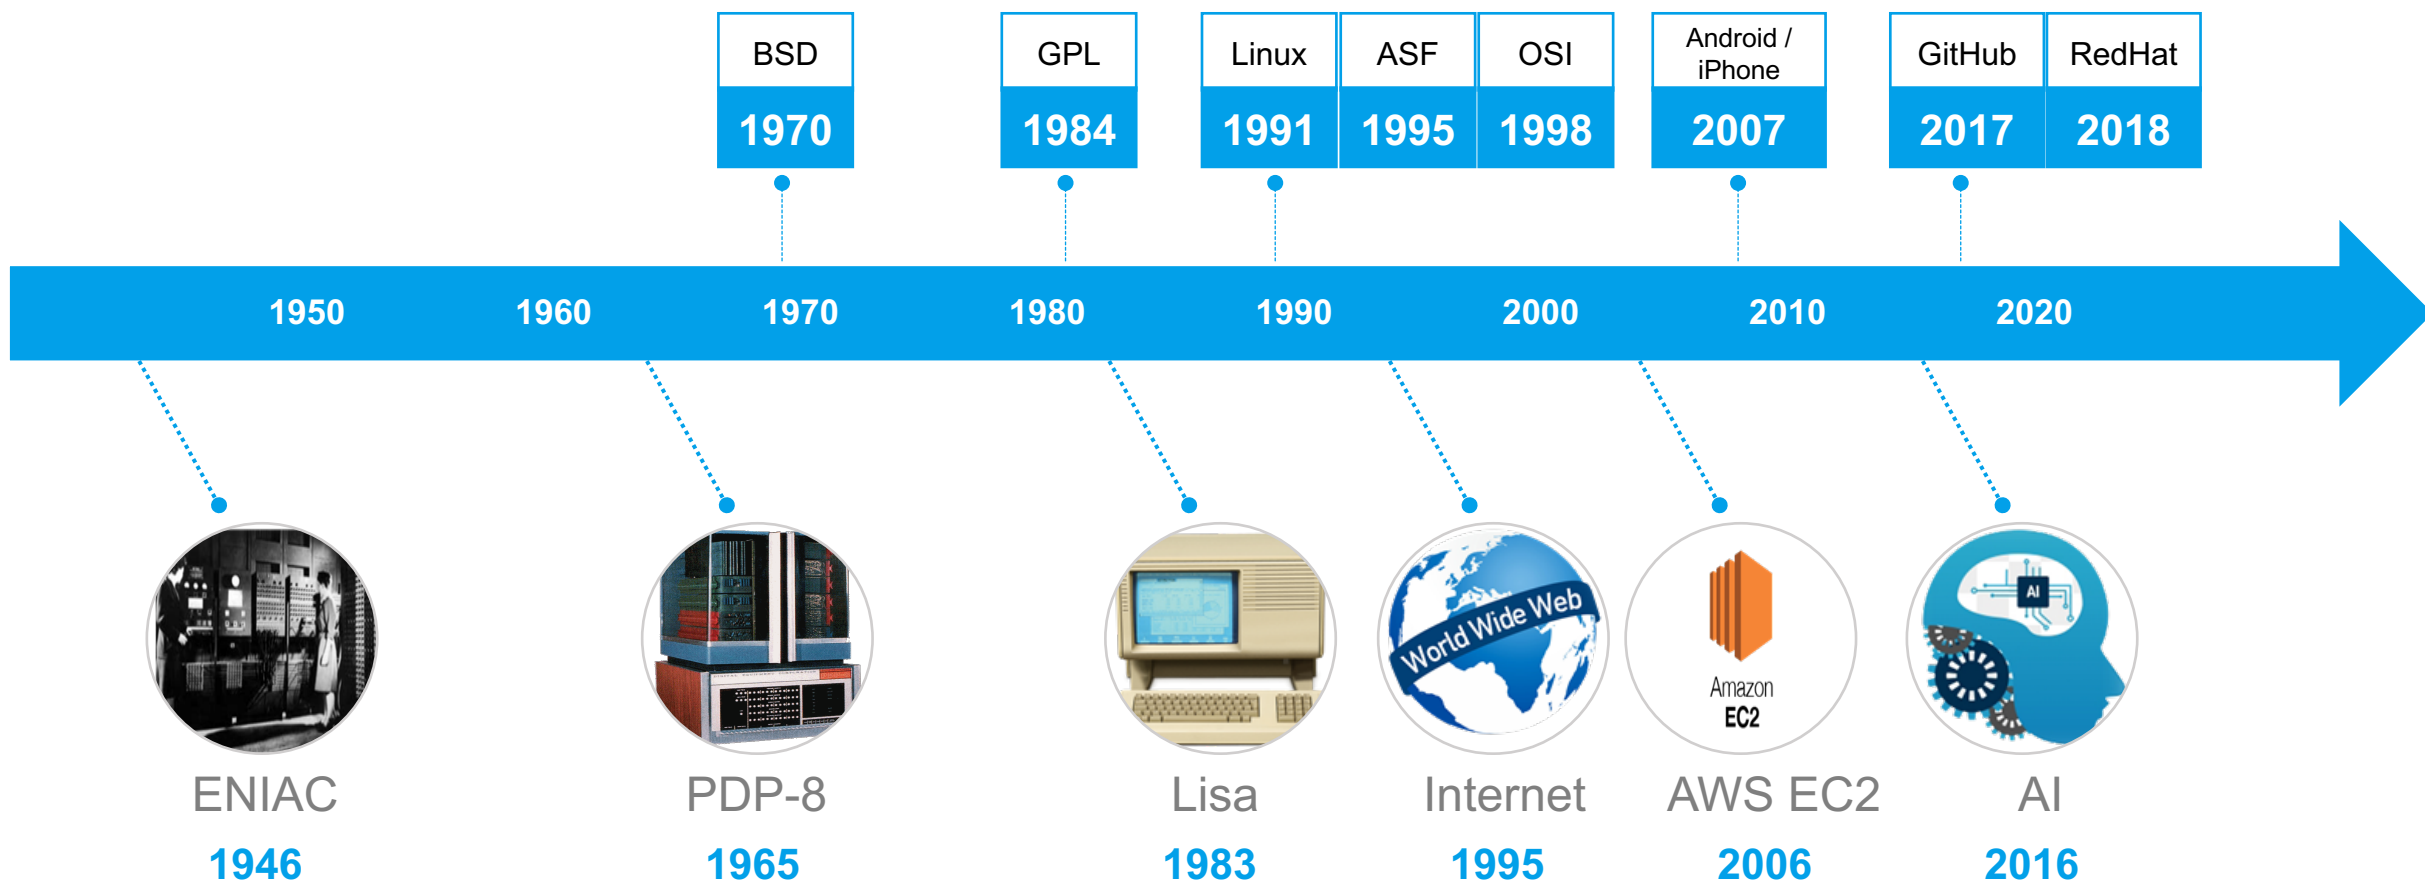 BSD
1970
GPL
1984
Linux
1991
ASF
1995
OSI
1998
Android /
iPhone
2007
GitHub
2017
RedHat
2018
1950 1960 1970 1980 1990 2000 2010 2020
World Wide Web
Amazon
EC2
AI
ENIAC
1946
PDP-8
1965
Lisa
1983
Internet
1995
AWS EC2
2006
AI
2016